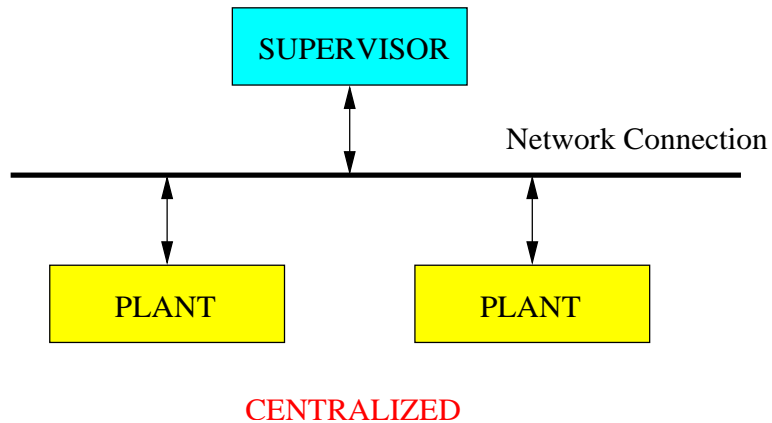 SUPERVISOR
Network Connection
PLANT
PLANT
CENTRALIZED